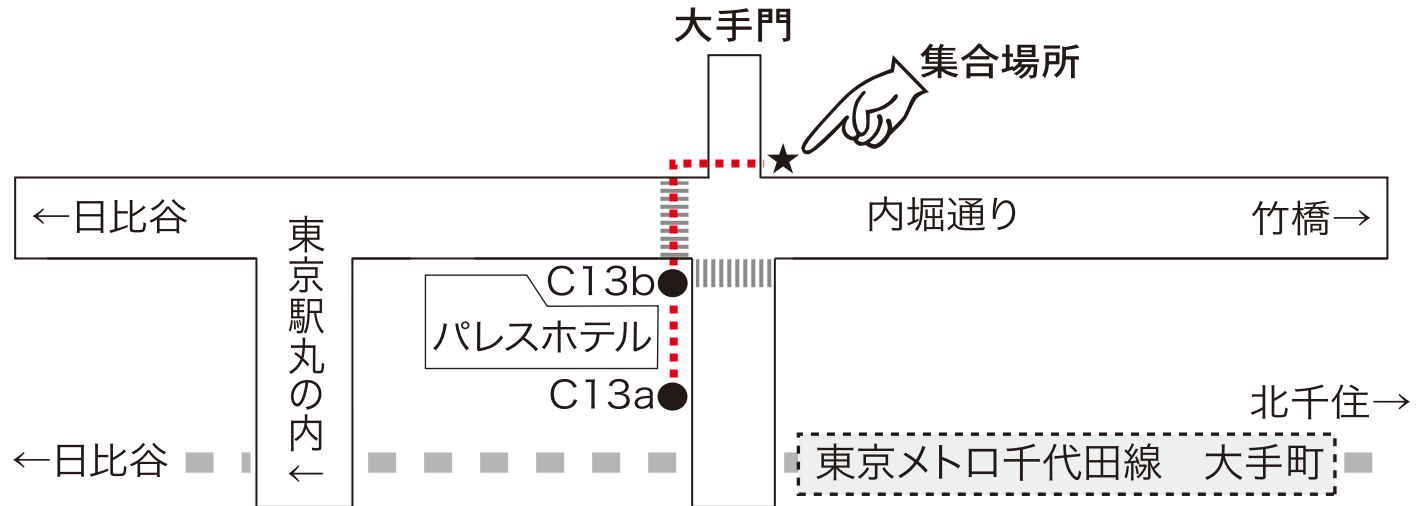 大手門
集合場所
←日比谷
内堀通り
竹橋→
東京駅丸の内←
C13b
パレスホテル
C13a
北千住→
←日比谷
東京メトロ千代田線 大手町